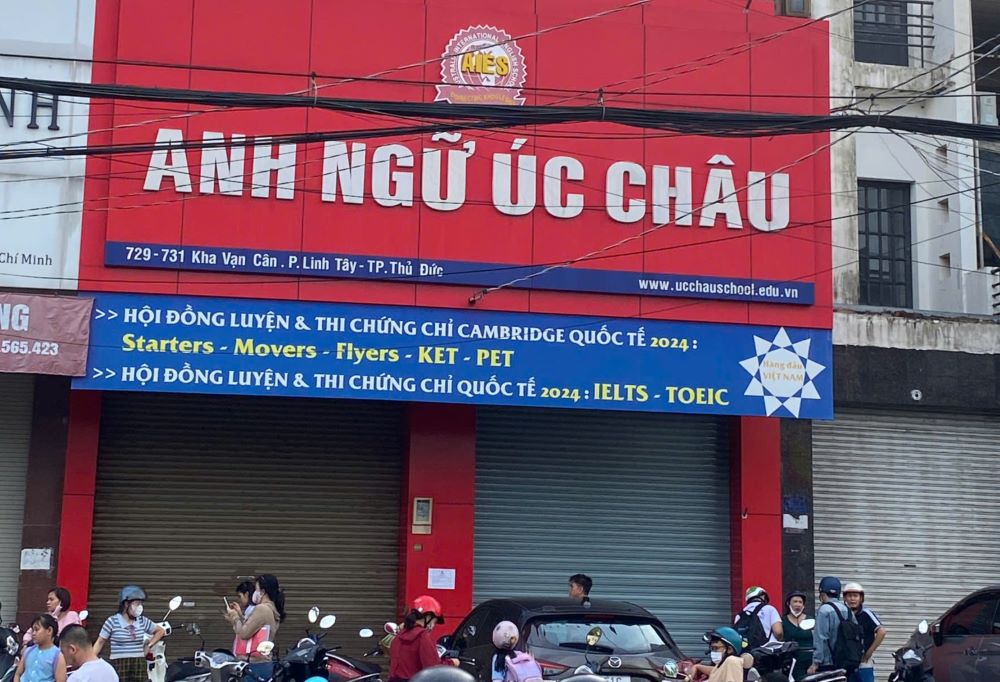 AIES
ANH NGỮ ÚC CHÂU
729 - 731 Kha Vạn Cân . P. Linh Tây - TP. Thủ Đức
www.ucchauschool.edu.vn
>> HỘI ĐỒNG LUYỆN & THI CHỨNG CHỈ CAMBRIDGE QUỐC TẾ 2024 :
Starters - Movers - Flyers - KET - PET
>> HỘI ĐỒNG LUYỆN & THI CHỨNG CHỈ QUỐC TẾ 2024 : IELTS - TOEIC
Hàng đầu
VIỆT NAM
NH
Chí Minh
NG
.565.423